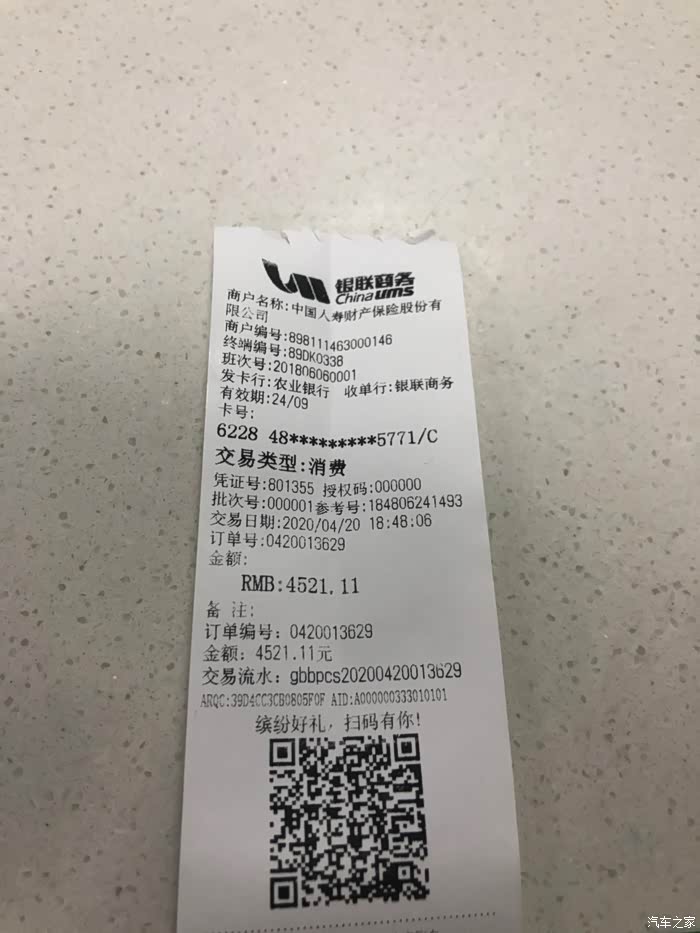 银联商务
China ums
商户名称:中国人寿财产保险股份有
限公司
商户编号:898111463000146
终端编号:89DK0338
班次号:201806060001
发卡行:农业银行 收单行:银联商务
有效期:24/09
卡号:
6228 48*********5771/C
交易类型:消费
凭证号:801355 授权码:000000
批次号:000001参考号:184806241493
交易日期:2020/04/20 18:48:06
订单号:0420013629
金额:
RMB:4521.11
备 注:
订单编号: 0420013629
金额: 4521.11元
交易流水: gbbpcs20200420013629
ARQC:39D4CC3CB0805F0F AID:A000000333010101
缤纷好礼,扫码有你!
汽车之家